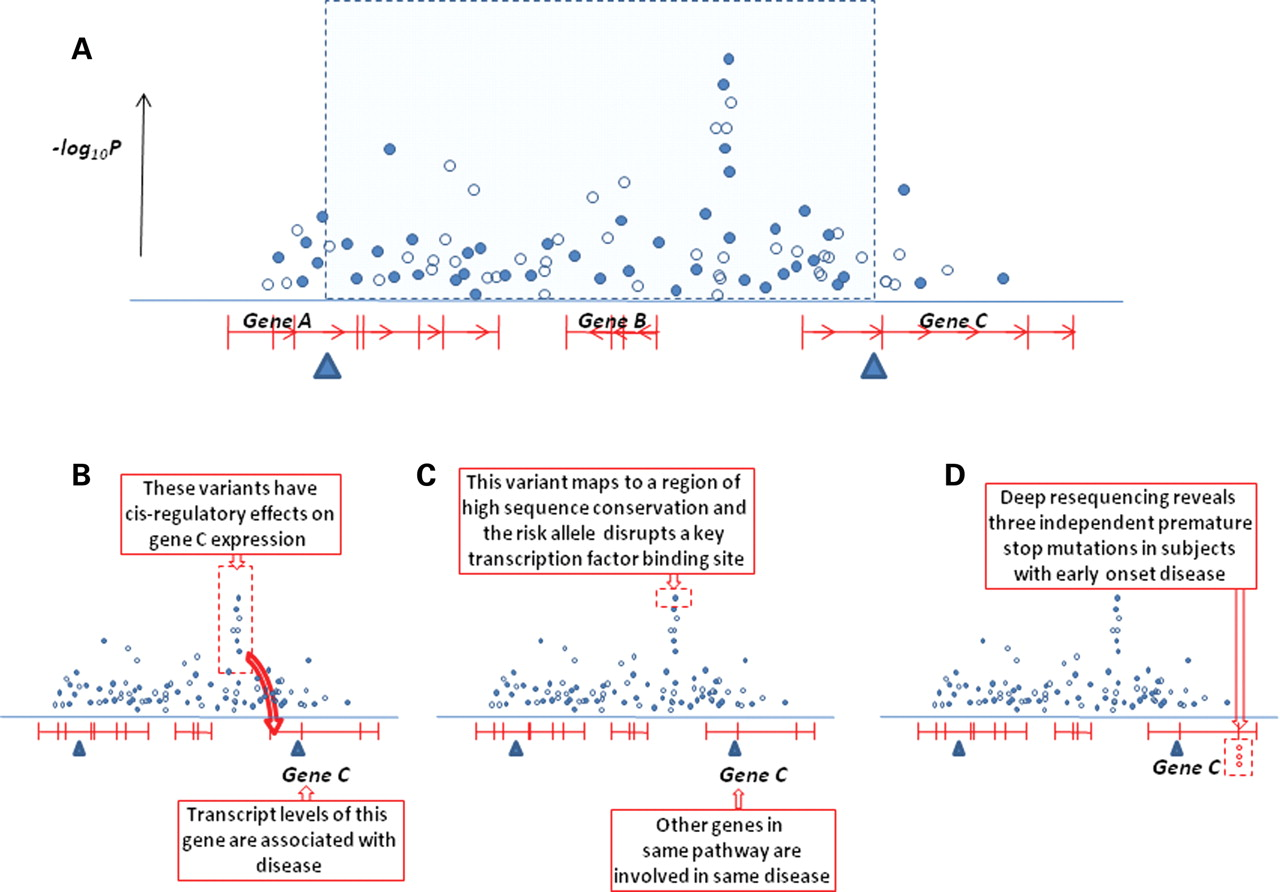 A
-log10P
Gene A
Gene B
Gene C
B
These variants have
cis-regulatory effects on
gene C expression
Gene C
Transcript levels of this
gene are associated with
disease
C
This variant maps to a region of
high sequence conservation and
the risk allele disrupts a key
transcription factor binding site
Gene C
Other genes in
same pathway are
involved in same disease
D
Deep resequencing reveals
three independent premature
stop mutations in subjects
with early onset disease
Gene C